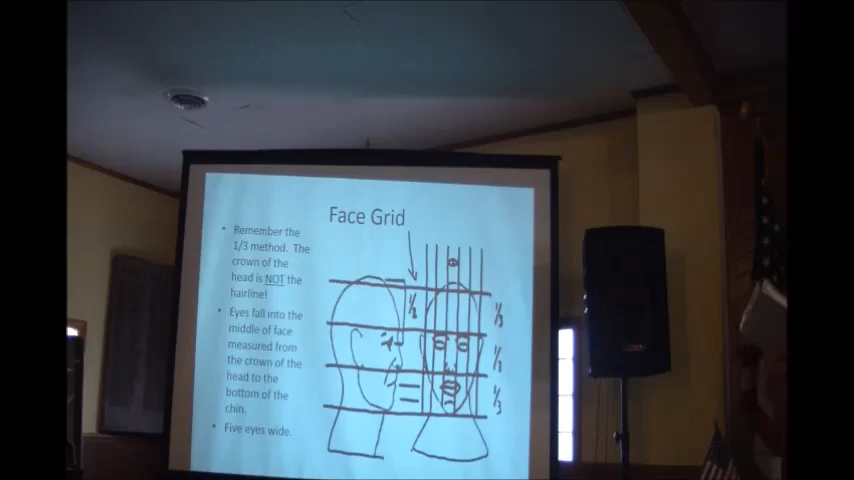 Face Grid
• Remember the
1/3 method. The
crown of the
head is NOT the
hairline!
• Eyes fall into the
middle of face
measured from
the crown of the
head to the
bottom of the
chin.
• Five eyes wide.
1/2
1/3
1/3
1/3